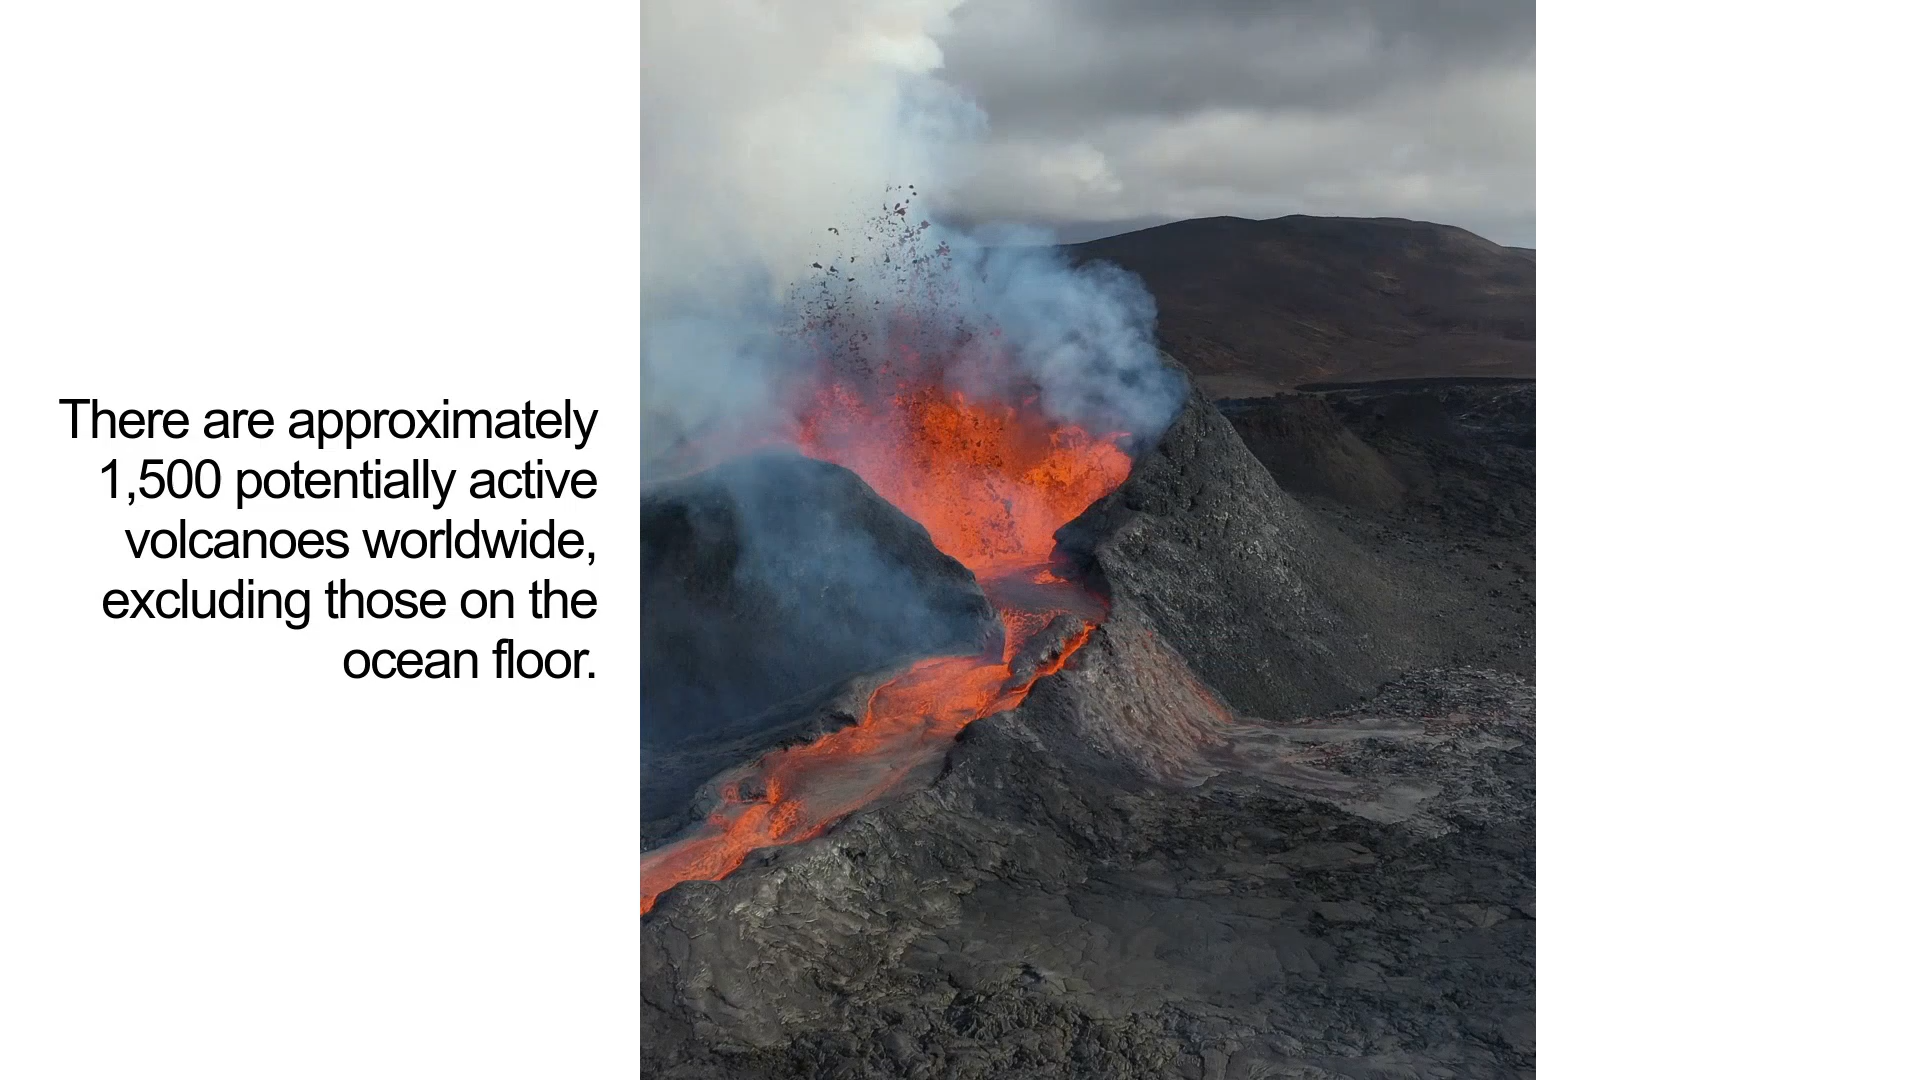 There are approximately
1,500 potentially active
volcanoes worldwide,
excluding those on the
ocean floor.